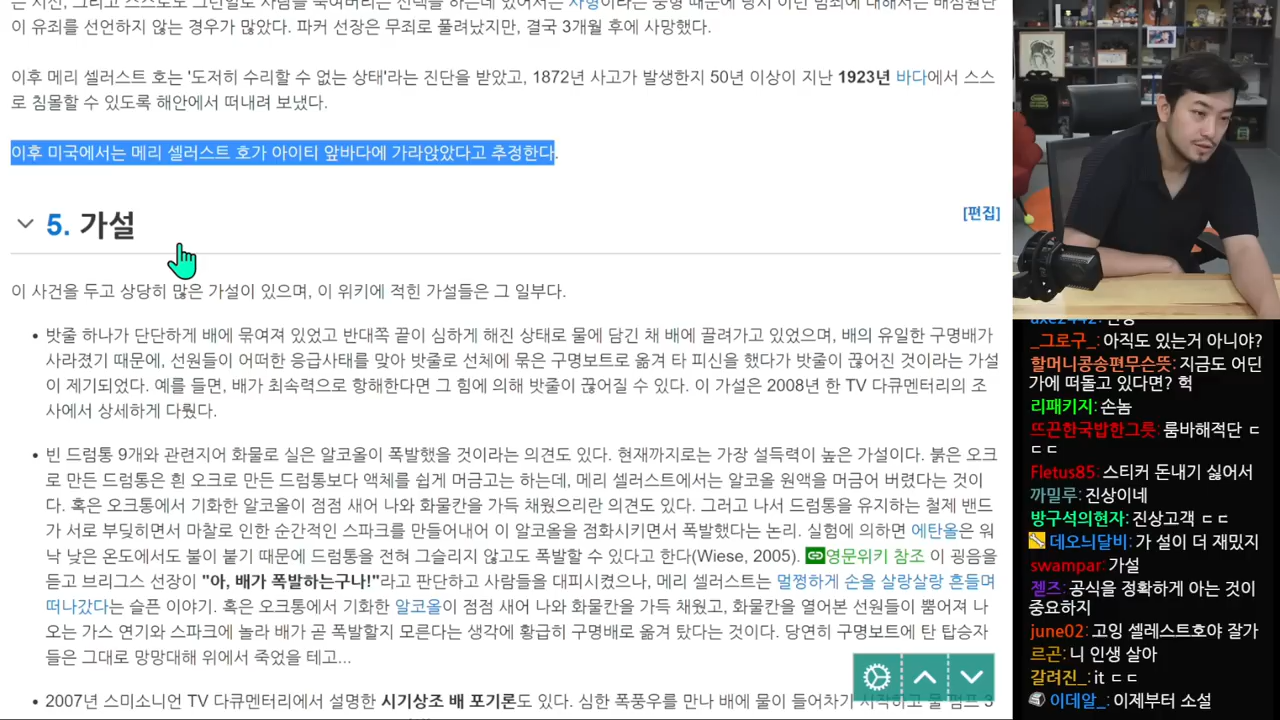 이 유죄를 선언하지 않는 경우가 많았다. 파커 선장은 무죄로 풀려났지만, 결국 3개월 후에 사망했다.
이후 메리 셀러스트 호는 '도저히 수리할 수 없는 상태'라는 진단을 받았고, 1872년 사고가 발생한지 50년 이상이 지난 1923년 바다에서 스스
로 침몰할 수 있도록 해안에서 떠내려 보냈다.
이후 미국에서는 메리 셀러스트 호가 아이티 앞바다에 가라앉았다고 추정한다.
5. 가설
[편집]
이 사건을 두고 상당히 많은 가설이 있으며, 이 위키에 적힌 가설들은 그 일부다.
• 밧줄 하나가 단단하게 배에 묶여져 있었고 반대쪽 끝이 심하게 해진 상태로 물에 담긴 채 배에 끌려가고 있었으며, 배의 유일한 구명배가
사라졌기 때문에, 선원들이 어떠한 응급사태를 맞아 밧줄로 선체에 묶은 구명보트로 옮겨 타 피신을 했다가 밧줄이 끊어진 것이라는 가설
이 제기되었다. 예를 들면, 배가 최속력으로 항해한다면 그 힘에 의해 밧줄이 끊어질 수 있다. 이 가설은 2008년 한 TV 다큐멘터리의 조
사에서 상세하게 다뤘다.
• 빈 드럼통 9개와 관련지어 화물로 실은 알코올이 폭발했을 것이라는 의견도 있다. 현재까지로는 가장 설득력이 높은 가설이다. 붉은 오크
로 만든 드럼통은 흰 오크로 만든 드럼통보다 액체를 쉽게 머금고는 하는데, 메리 셀러스트에서는 알코올 원액을 머금어 버렸다는 것이
다. 혹은 오크통에서 기화한 알코올이 점점 새어 나와 화물칸을 가득 채웠으리란 의견도 있다. 그러고 나서 드럼통을 유지하는 철제 밴드
가 서로 부딪히면서 마찰로 인한 순간적인 스파크를 만들어내어 이 알코올을 점화시키면서 폭발했다는 논리. 실험에 의하면 에탄올은 워
낙 낮은 온도에서도 불이 붙기 때문에 드럼통을 전혀 그슬리지 않고도 폭발할 수 있다고 한다(Wiese, 2005). 영문위키 참조 이 굉음을
듣고 브리그스 선장이 "아, 배가 폭발하는구나!"라고 판단하고 사람들을 대피시켰으나, 메리 셀러스트는 멀쩡하게 손을 살랑살랑 흔들며
떠나갔다는 슬픈 이야기. 혹은 오크통에서 기화한 알코올이 점점 새어 나와 화물칸을 가득 채웠고, 화물칸을 열어본 선원들이 뿜어져 나
오는 가스 연기와 스파크에 놀라 배가 곧 폭발할지 모른다는 생각에 황급히 구명배로 옮겨 탔다는 것이다. 당연히 구명보트에 탄 탑승자
들은 그대로 망망대해 위에서 죽었을 테고...
• 2007년 스미소니언 TV 다큐멘터리에서 설명한 시기상조 배 포기론도 있다. 심한 폭풍우를 만나 배에 물이 들어차기 시작하고 물 펌프 3
_그로구_: 아직도 있는거 아니야?
할머니콩송편무슨뜻: 지금도 어딘
가에 떠돌고 있다면? 헉
리패키지: 손놈
뜨끈한국밥한그릇: 룸바해적단 ㄷ
ㄷㄷ
Fletus85: 스티커 돈내기 싫어서
까밀루: 진상이네
방구석의현자: 진상고객 ㄷㄷ
데오늬달비: 가 설이 더 재밌지
swampar: 가설
젤즈: 공식을 정확하게 아는 것이
중요하지
june02: 고잉 셀레스트호야 잘가
르곤: 니 인생 살아
갈려진_: it ㄷㄷ
이데알_: 이제부터 소설